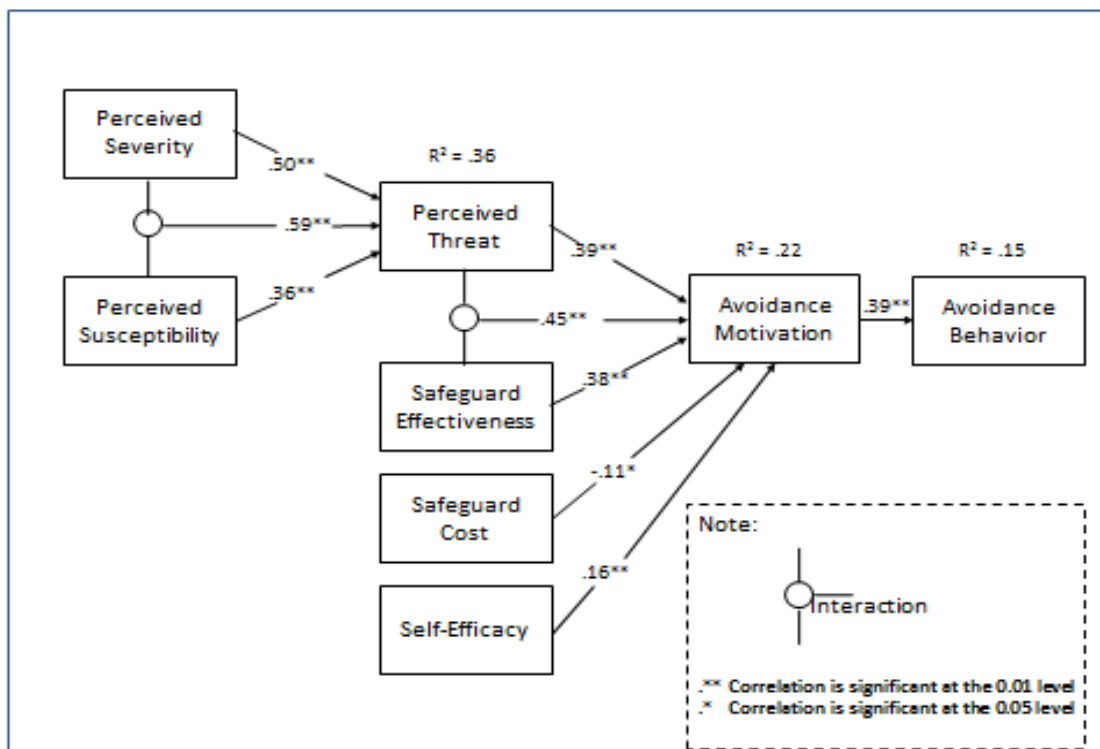 Perceived
Severity
.50**
R² = .36
Perceived
Threat
.59**
Perceived
Susceptibility
.36**
.39**
R² = .22
R² = .15
.45**
Avoidance
Motivation
.39**
Avoidance
Behavior
Safeguard
Effectiveness
.38**
Safeguard
Cost
-.11*
Self-Efficacy
.16**
Note:
Interaction
.** Correlation is significant at the 0.01 level
.* Correlation is significant at the 0.05 level